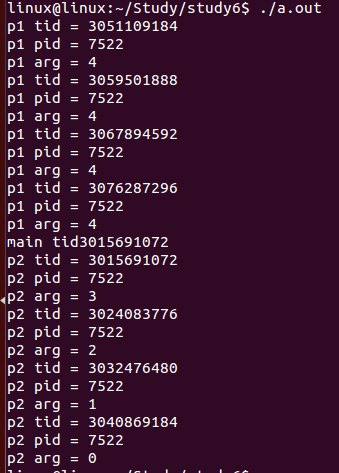 linux@linux:~/Study/study6$ ./a.out
p1 tid = 3051109184
p1 pid = 7522
p1 arg = 4
p1 tid = 3059501888
p1 pid = 7522
p1 arg = 4
p1 tid = 3067894592
p1 pid = 7522
p1 arg = 4
p1 tid = 3076287296
p1 pid = 7522
p1 arg = 4
main tid3015691072
p2 tid = 3015691072
p2 pid = 7522
p2 arg = 3
p2 tid = 3024083776
p2 pid = 7522
p2 arg = 2
p2 tid = 3032476480
p2 pid = 7522
p2 arg = 1
p2 tid = 3040869184
p2 pid = 7522
p2 arg = 0